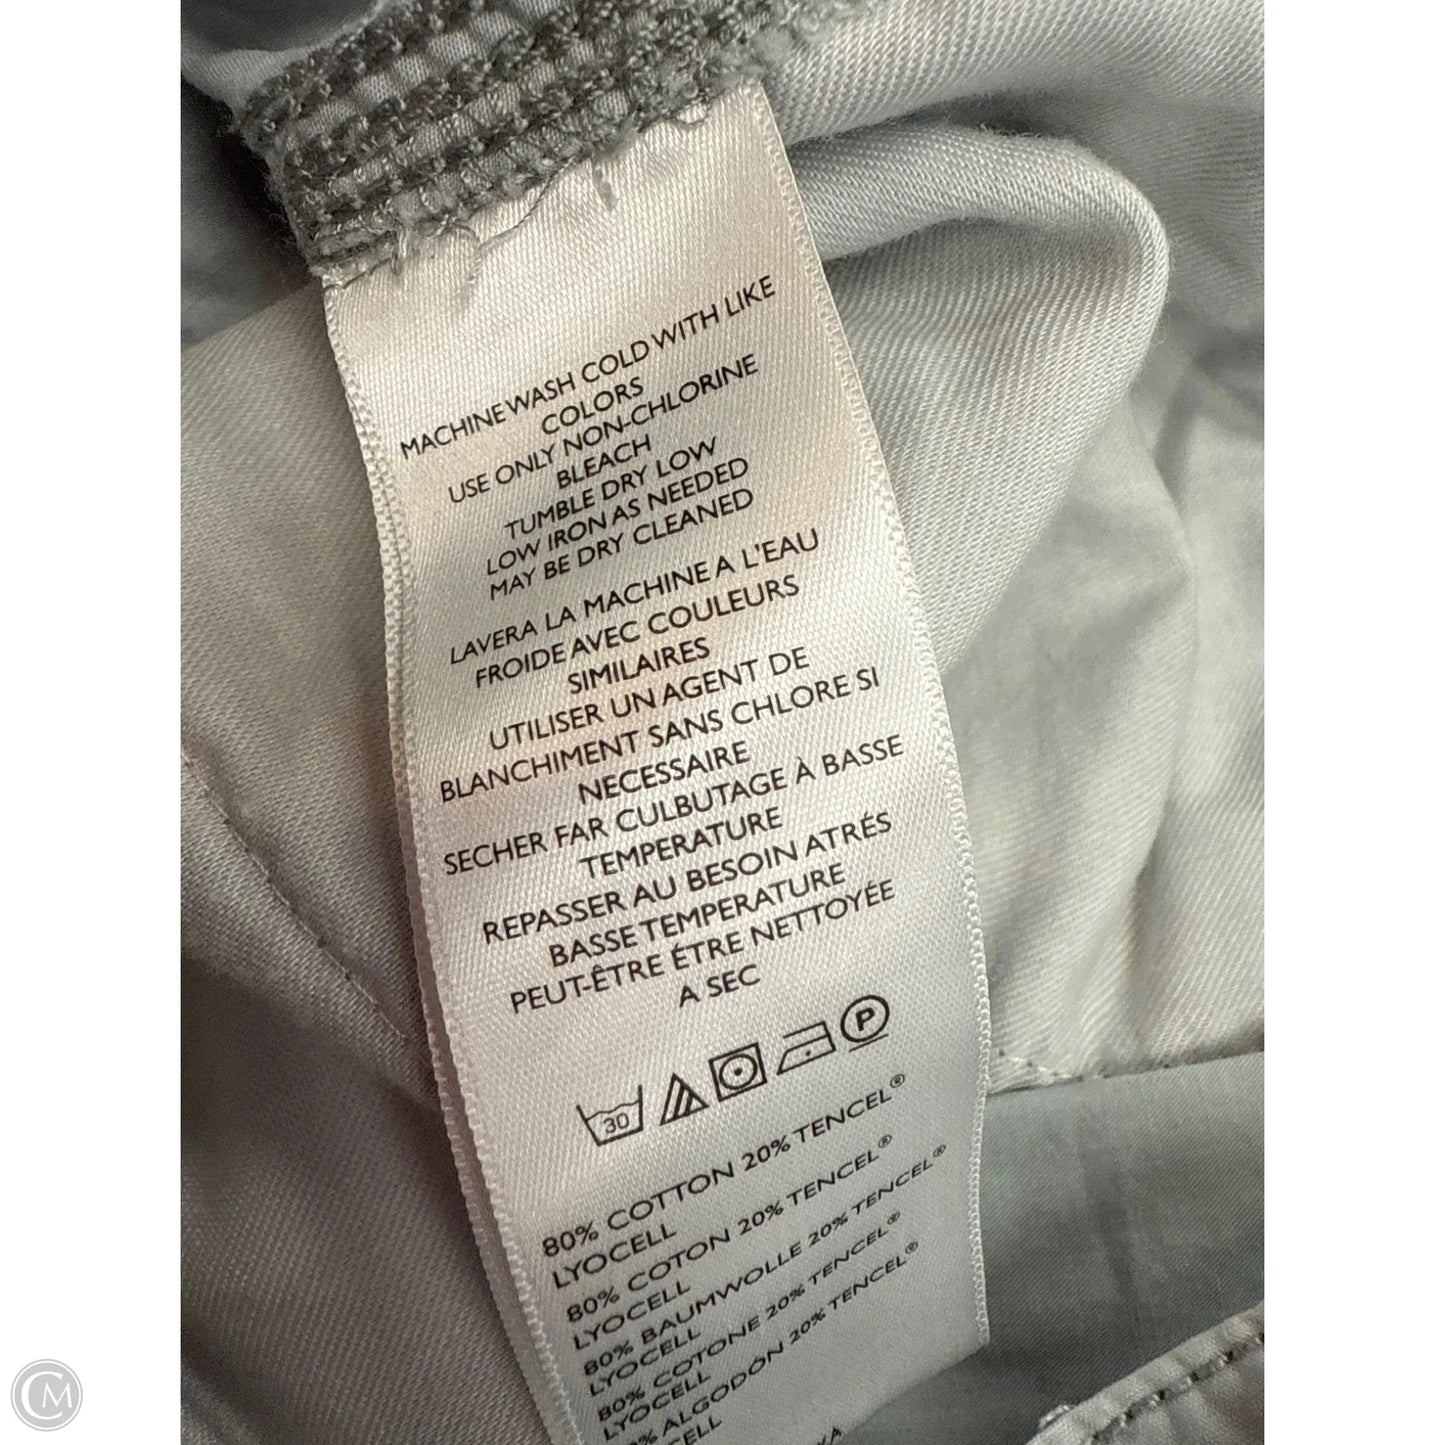 MACHINE WASH COLD WITH LIKE
COLORS
USE ONLY NON-CHLORINE
BLEACH
TUMBLE DRY LOW
LOW IRON AS NEEDED
MAY BE DRY CLEANED
LAVERA LA MACHINE A L'EAU
FROIDE AVEC COULEURS
SIMILAIRES
UTILISER UN AGENT DE
BLANCHIMENT SANS CHLORE SI
NECESSAIRE
SECHER FAR CULBUTAGE À BASSE
TEMPERATURE
REPASSER AU BESOIN ATRÉS
BASSE TEMPERATURE
PEUT-ÊTRE ÉTRE NETTOYÉE
A SEC
30 P
80% COTTON 20% TENCEL®
LYOCELL
80% COTON 20% TENCEL®
LYOCELL
80% BAUMWOLLE 20% TENCEL®
LYOCELL
80% COTONE 20% TENCEL®
LYOCELL
% ALGODÓN 20% TENCEL®
CELL
CM